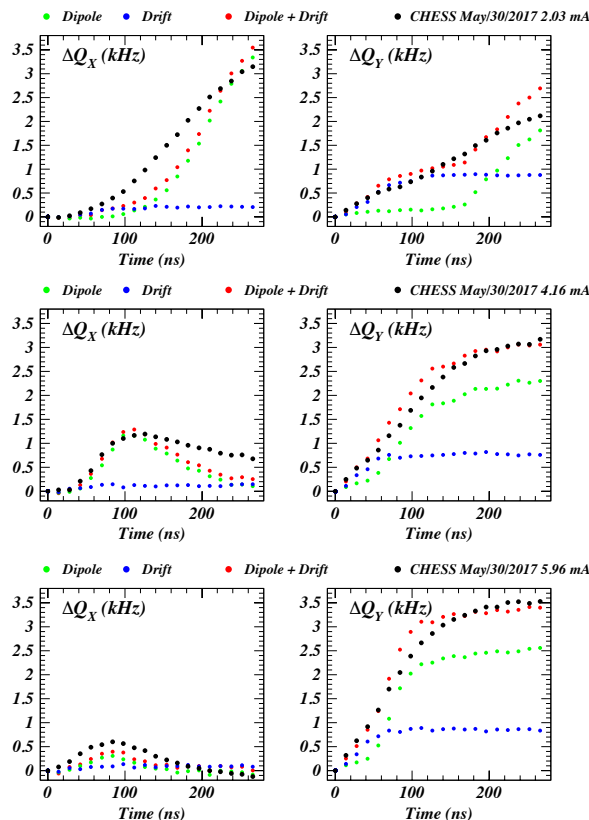 Dipole Drift Dipole + Drift CHESS May/30/2017 2.03 mA
ΔQX (kHz) ΔQY (kHz)
3.5 3.5
3 3
2.5 2.5
2 2
1.5 1.5
1 1
0.5 0.5
0 0
0 100 200 0 100 200
Time (ns) Time (ns)
Dipole Drift Dipole + Drift CHESS May/30/2017 4.16 mA
ΔQX (kHz) ΔQY (kHz)
3.5 3.5
3 3
2.5 2.5
2 2
1.5 1.5
1 1
0.5 0.5
0 0
0 100 200 0 100 200
Time (ns) Time (ns)
Dipole Drift Dipole + Drift CHESS May/30/2017 5.96 mA
ΔQX (kHz) ΔQY (kHz)
3.5 3.5
3 3
2.5 2.5
2 2
1.5 1.5
1 1
0.5 0.5
0 0
0 100 200 0 100 200
Time (ns) Time (ns)